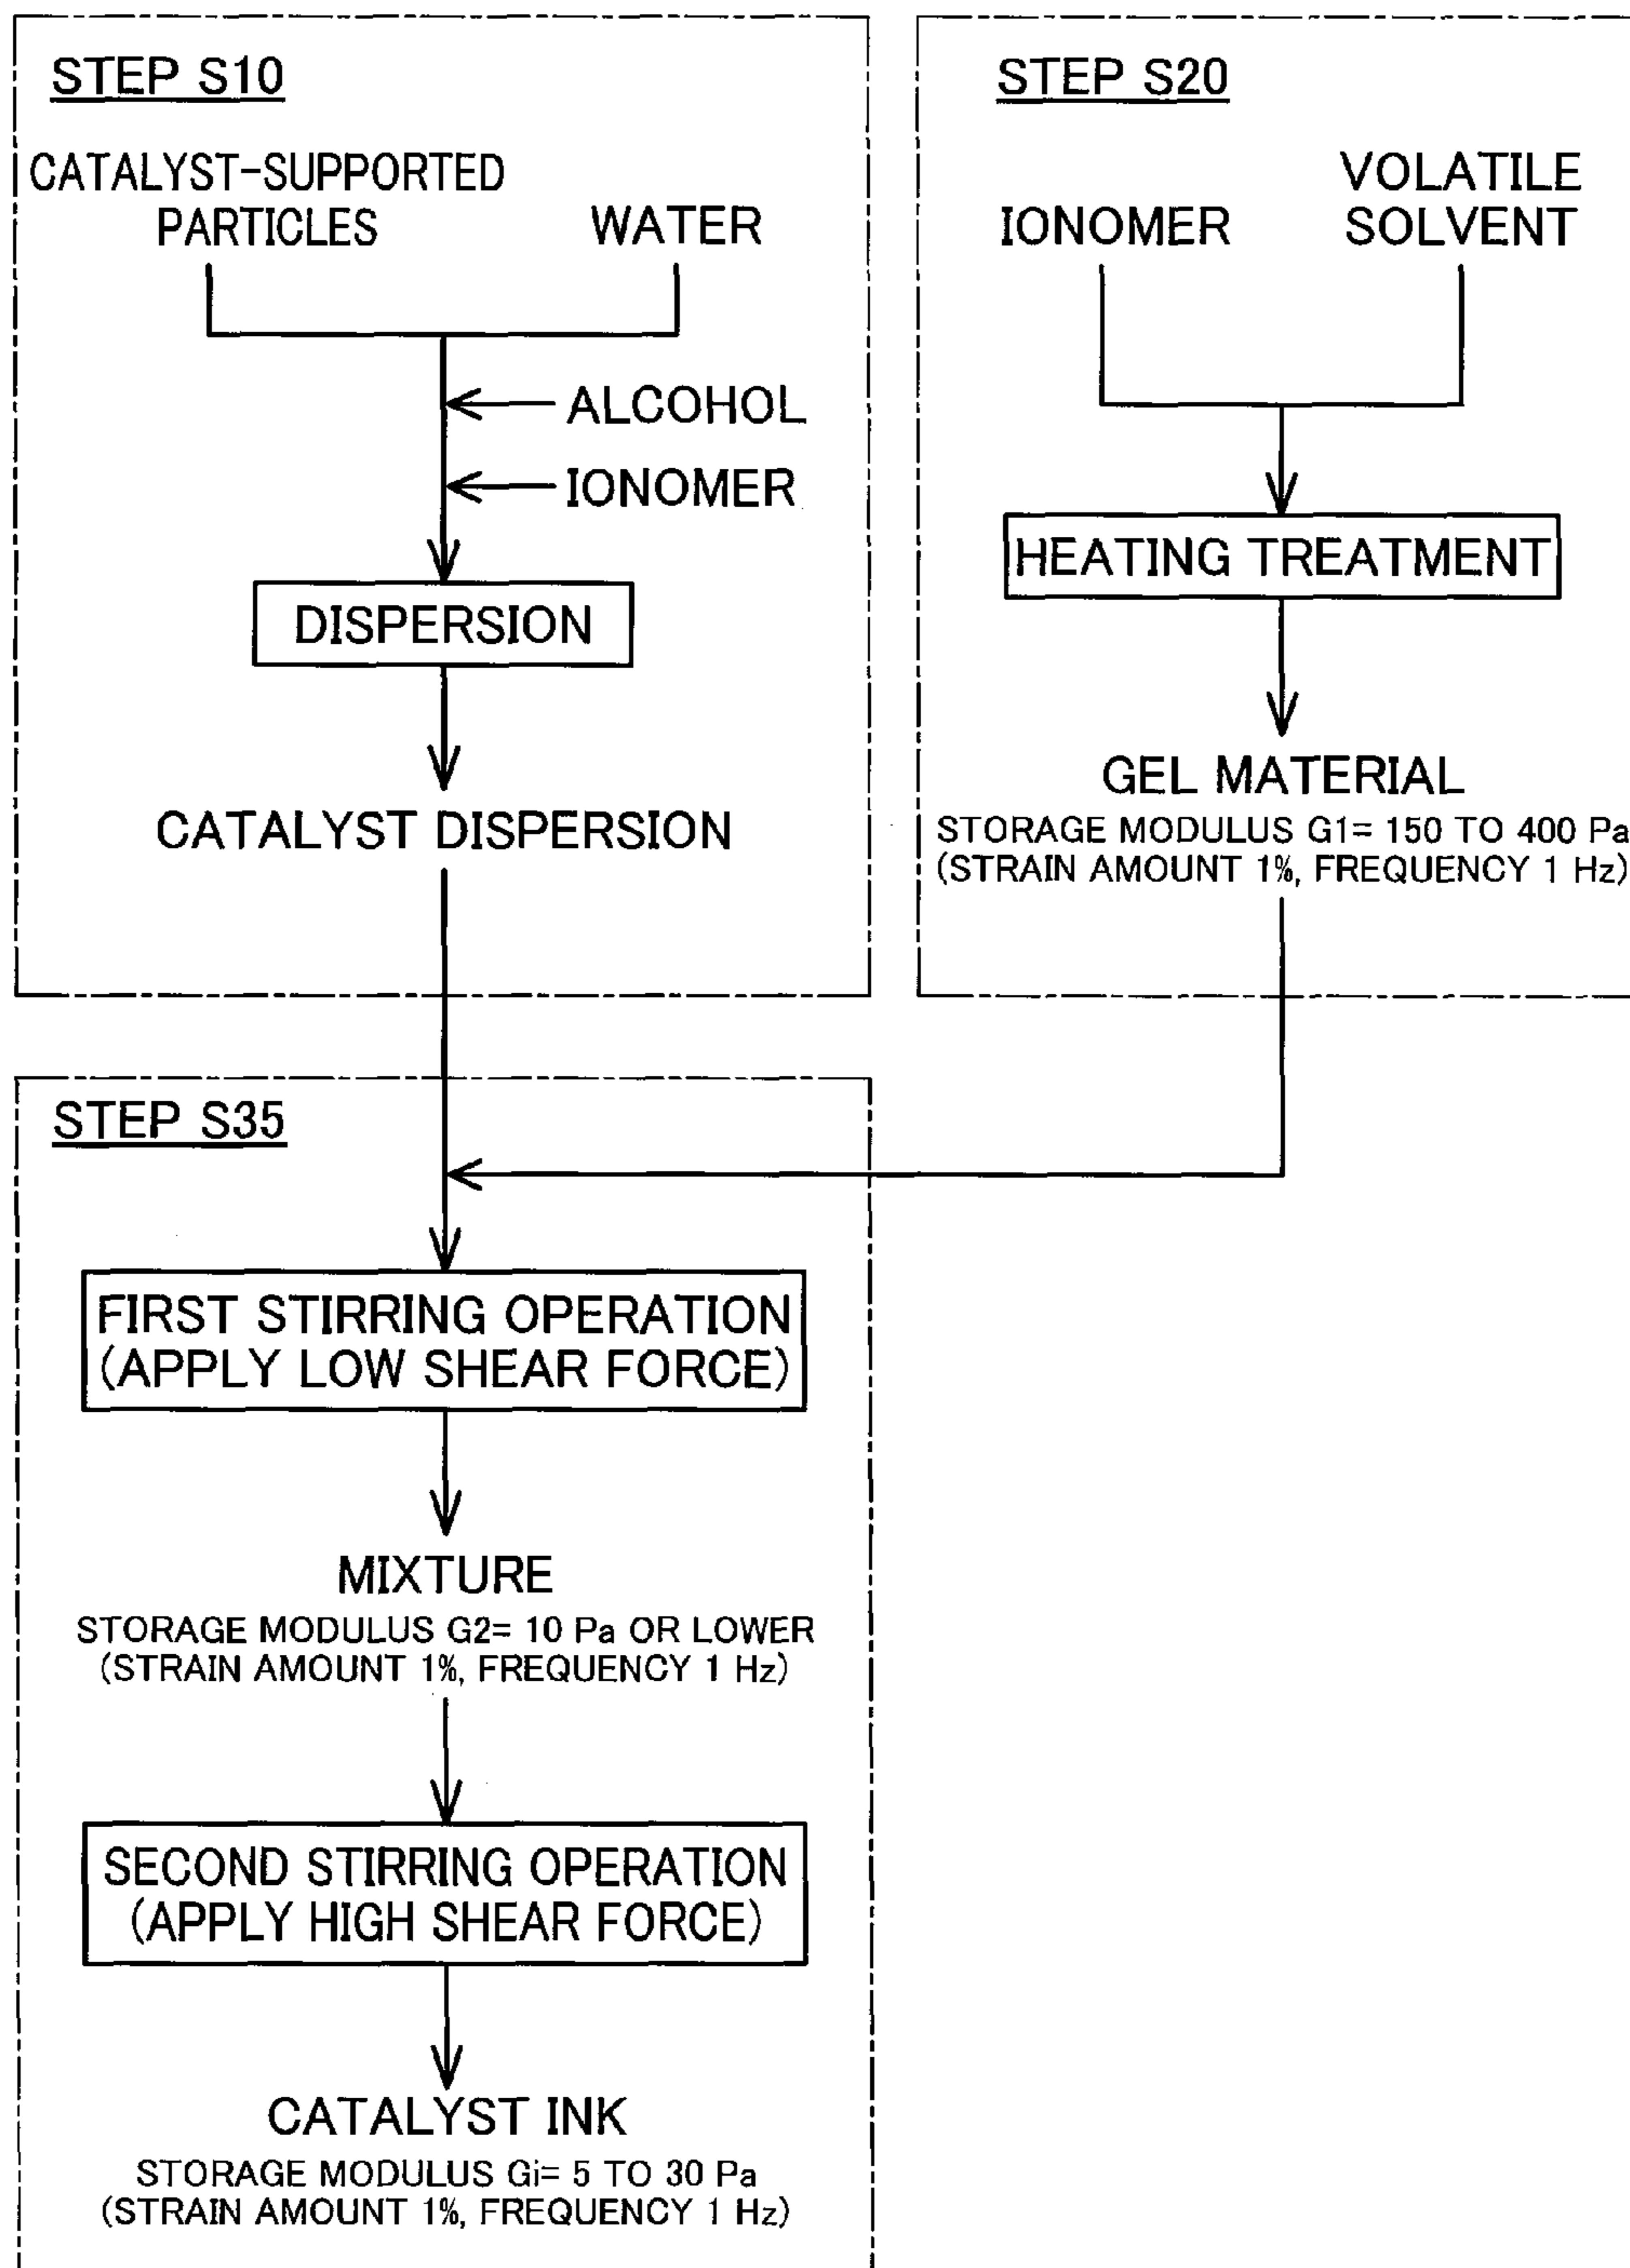 STEP S10
CATALYST-SUPPORTED
PARTICLES
WATER
ALCOHOL
IONOMER
DISPERSION
CATALYST DISPERSION
STEP S20
IONOMER
VOLATILE
SOLVENT
HEATING TREATMENT
GEL MATERIAL
STORAGE MODULUS G1= 150 TO 400 Pa
(STRAIN AMOUNT 1%, FREQUENCY 1 Hz)
STEP S35
FIRST STIRRING OPERATION
(APPLY LOW SHEAR FORCE)
MIXTURE
STORAGE MODULUS G2= 10 Pa OR LOWER
(STRAIN AMOUNT 1%, FREQUENCY 1 Hz)
SECOND STIRRING OPERATION
(APPLY HIGH SHEAR FORCE)
CATALYST INK
STORAGE MODULUS Gi= 5 TO 30 Pa
(STRAIN AMOUNT 1%, FREQUENCY 1 Hz)